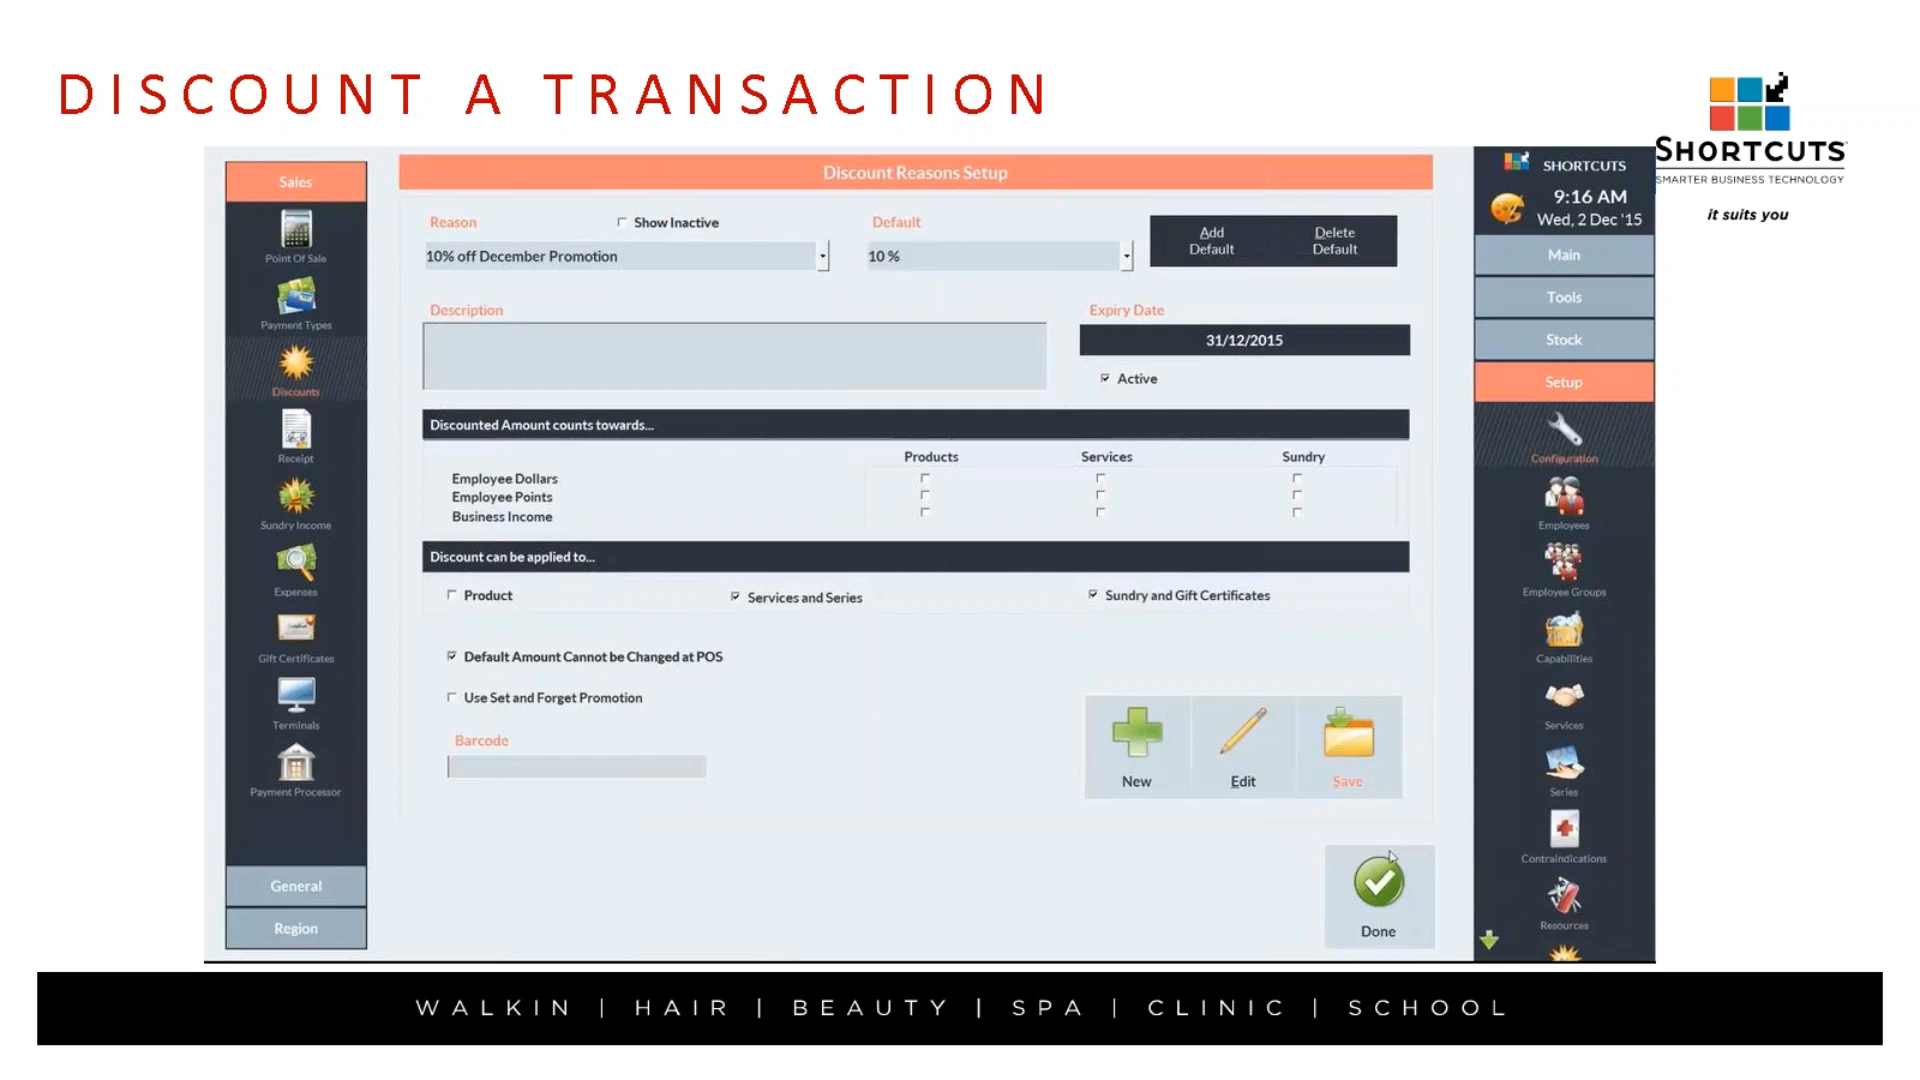 DISCOUNT A TRANSACTION
SHORTCUTS
SMARTER BUSINESS TECHNOLOGY
it suits you
Sales
Point Of Sale
Payment Types
Discounts
Receipt
Sundry Income
Expenses
Gift Certificates
Terminals
Payment Processor
General
Region
Discount Reasons Setup
Reason
Show Inactive
Default
10% off December Promotion
10 %
Add Default
Delete Default
Description
Expiry Date
31/12/2015
Active
Discounted Amount counts towards...
Products Services Sundry
Employee Dollars
Employee Points
Business Income
Discount can be applied to...
Product
Services and Series
Sundry and Gift Certificates
Default Amount Cannot be Changed at POS
Use Set and Forget Promotion
Barcode
New
Edit
Save
Done
SHORTCUTS
9:16 AM
Wed, 2 Dec '15
Main
Tools
Stock
Setup
Configuration
Employees
Employee Groups
Capabilities
Services
Series
Contraindications
Resources
WALKIN | HAIR | BEAUTY | SPA | CLINIC | SCHOOL